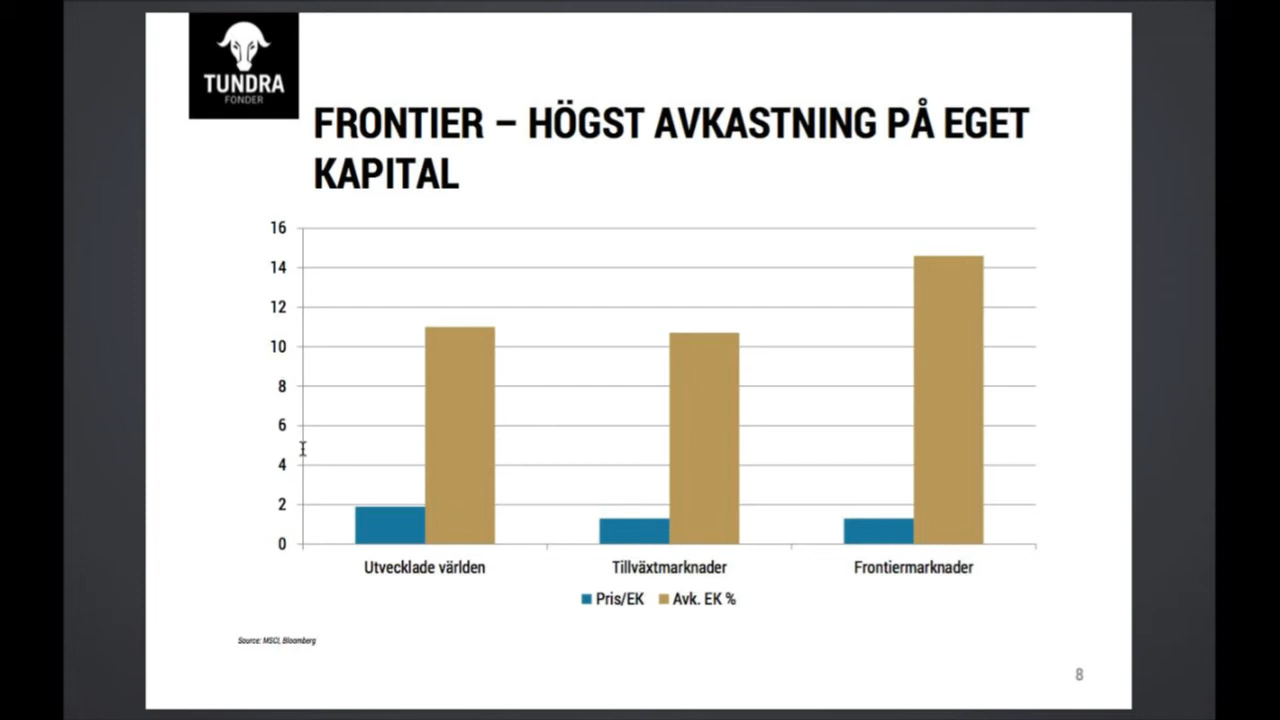 TUNDRA
FONDER
FRONTIER – HÖGST AVKASTNING PÅ EGET
KAPITAL
16
14
12
10
8
6
4
2
0
Utvecklade världen
Tillväxtmarknader
Frontiermarknader
Pris/EK
Avk. EK %
Source: MSCI, Bloomberg
8